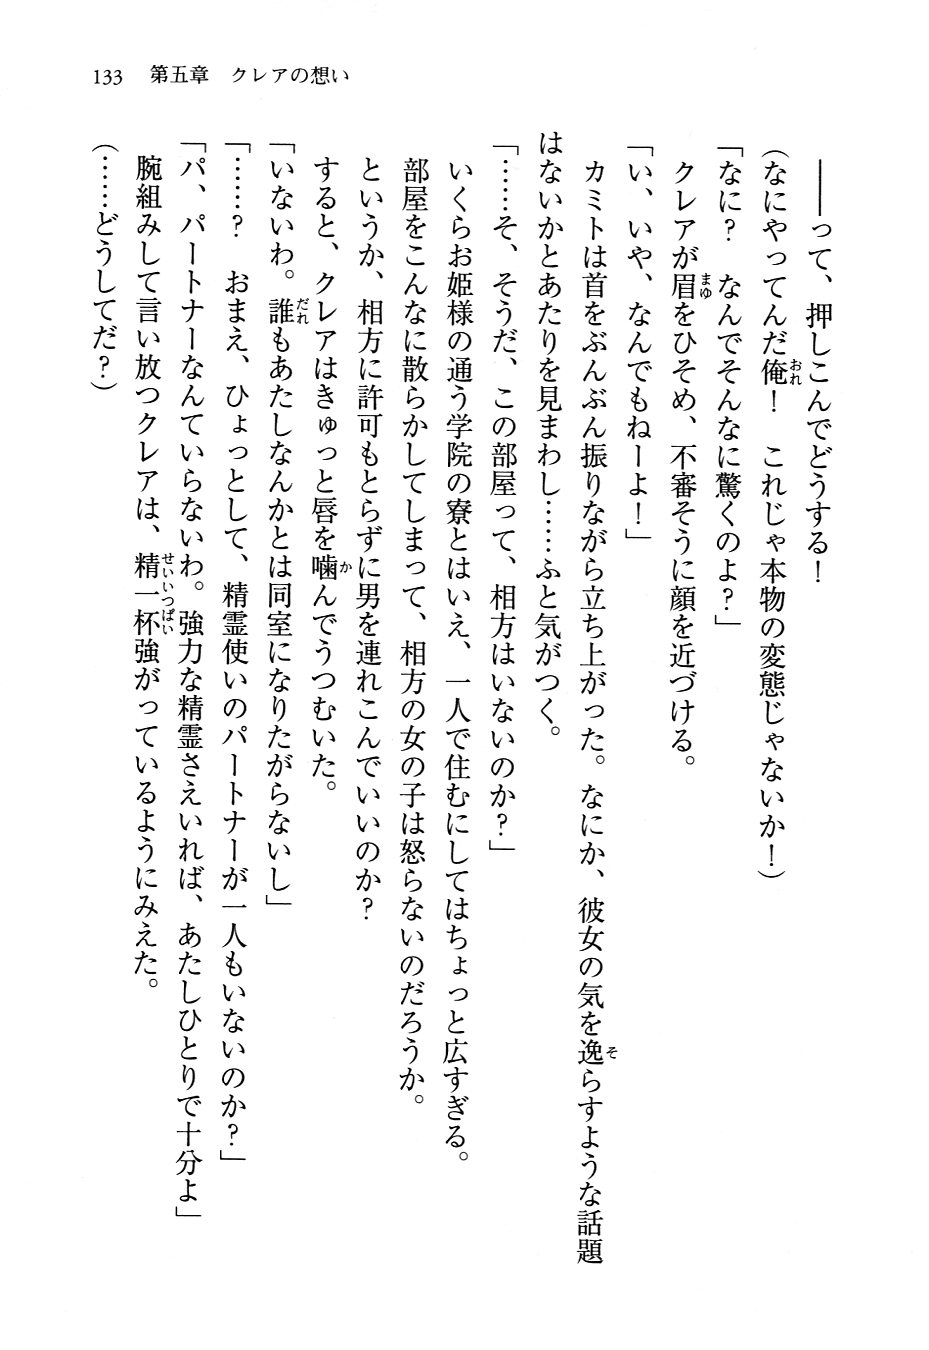 133　第五章　クレアの想い
――って、押しこんでどうする！
（なにやってんだ俺！　これじゃ本物の変態じゃないか！）
「なに？　なんでそんなに驚くのよ？」
クレアが眉をひそめ、不審そうに顔を近づける。
「い、いや、なんでもねーよ！」
カミトは首をぶんぶん振りながら立ち上がった。なにか、彼女の気を逸らすような話題
はないかとあたりを見まわし……ふと気がつく。
「……そ、そうだ、この部屋って、相方はいないのか？」
いくらお姫様の通う学院の寮とはいえ、一人で住むにしてはちょっと広すぎる。
部屋をこんなに散らかしてしまって、相方の女の子は怒らないのだろうか。
というか、相方に許可もとらずに男を連れこんでいいのか？
すると、クレアはきゅっと唇を噛んでうつむいた。
「いないわ。誰もあたしなんかとは同室になりたがらないし」
「……？　おまえ、ひょっとして、精霊使いのパートナーが一人もいないのか？」
「パ、パートナーなんていらないわ。強力な精霊さえいれば、あたしひとりで十分よ」
腕組みして言い放つクレアは、精一杯強がっているようにみえた。
（……どうしてだ？）